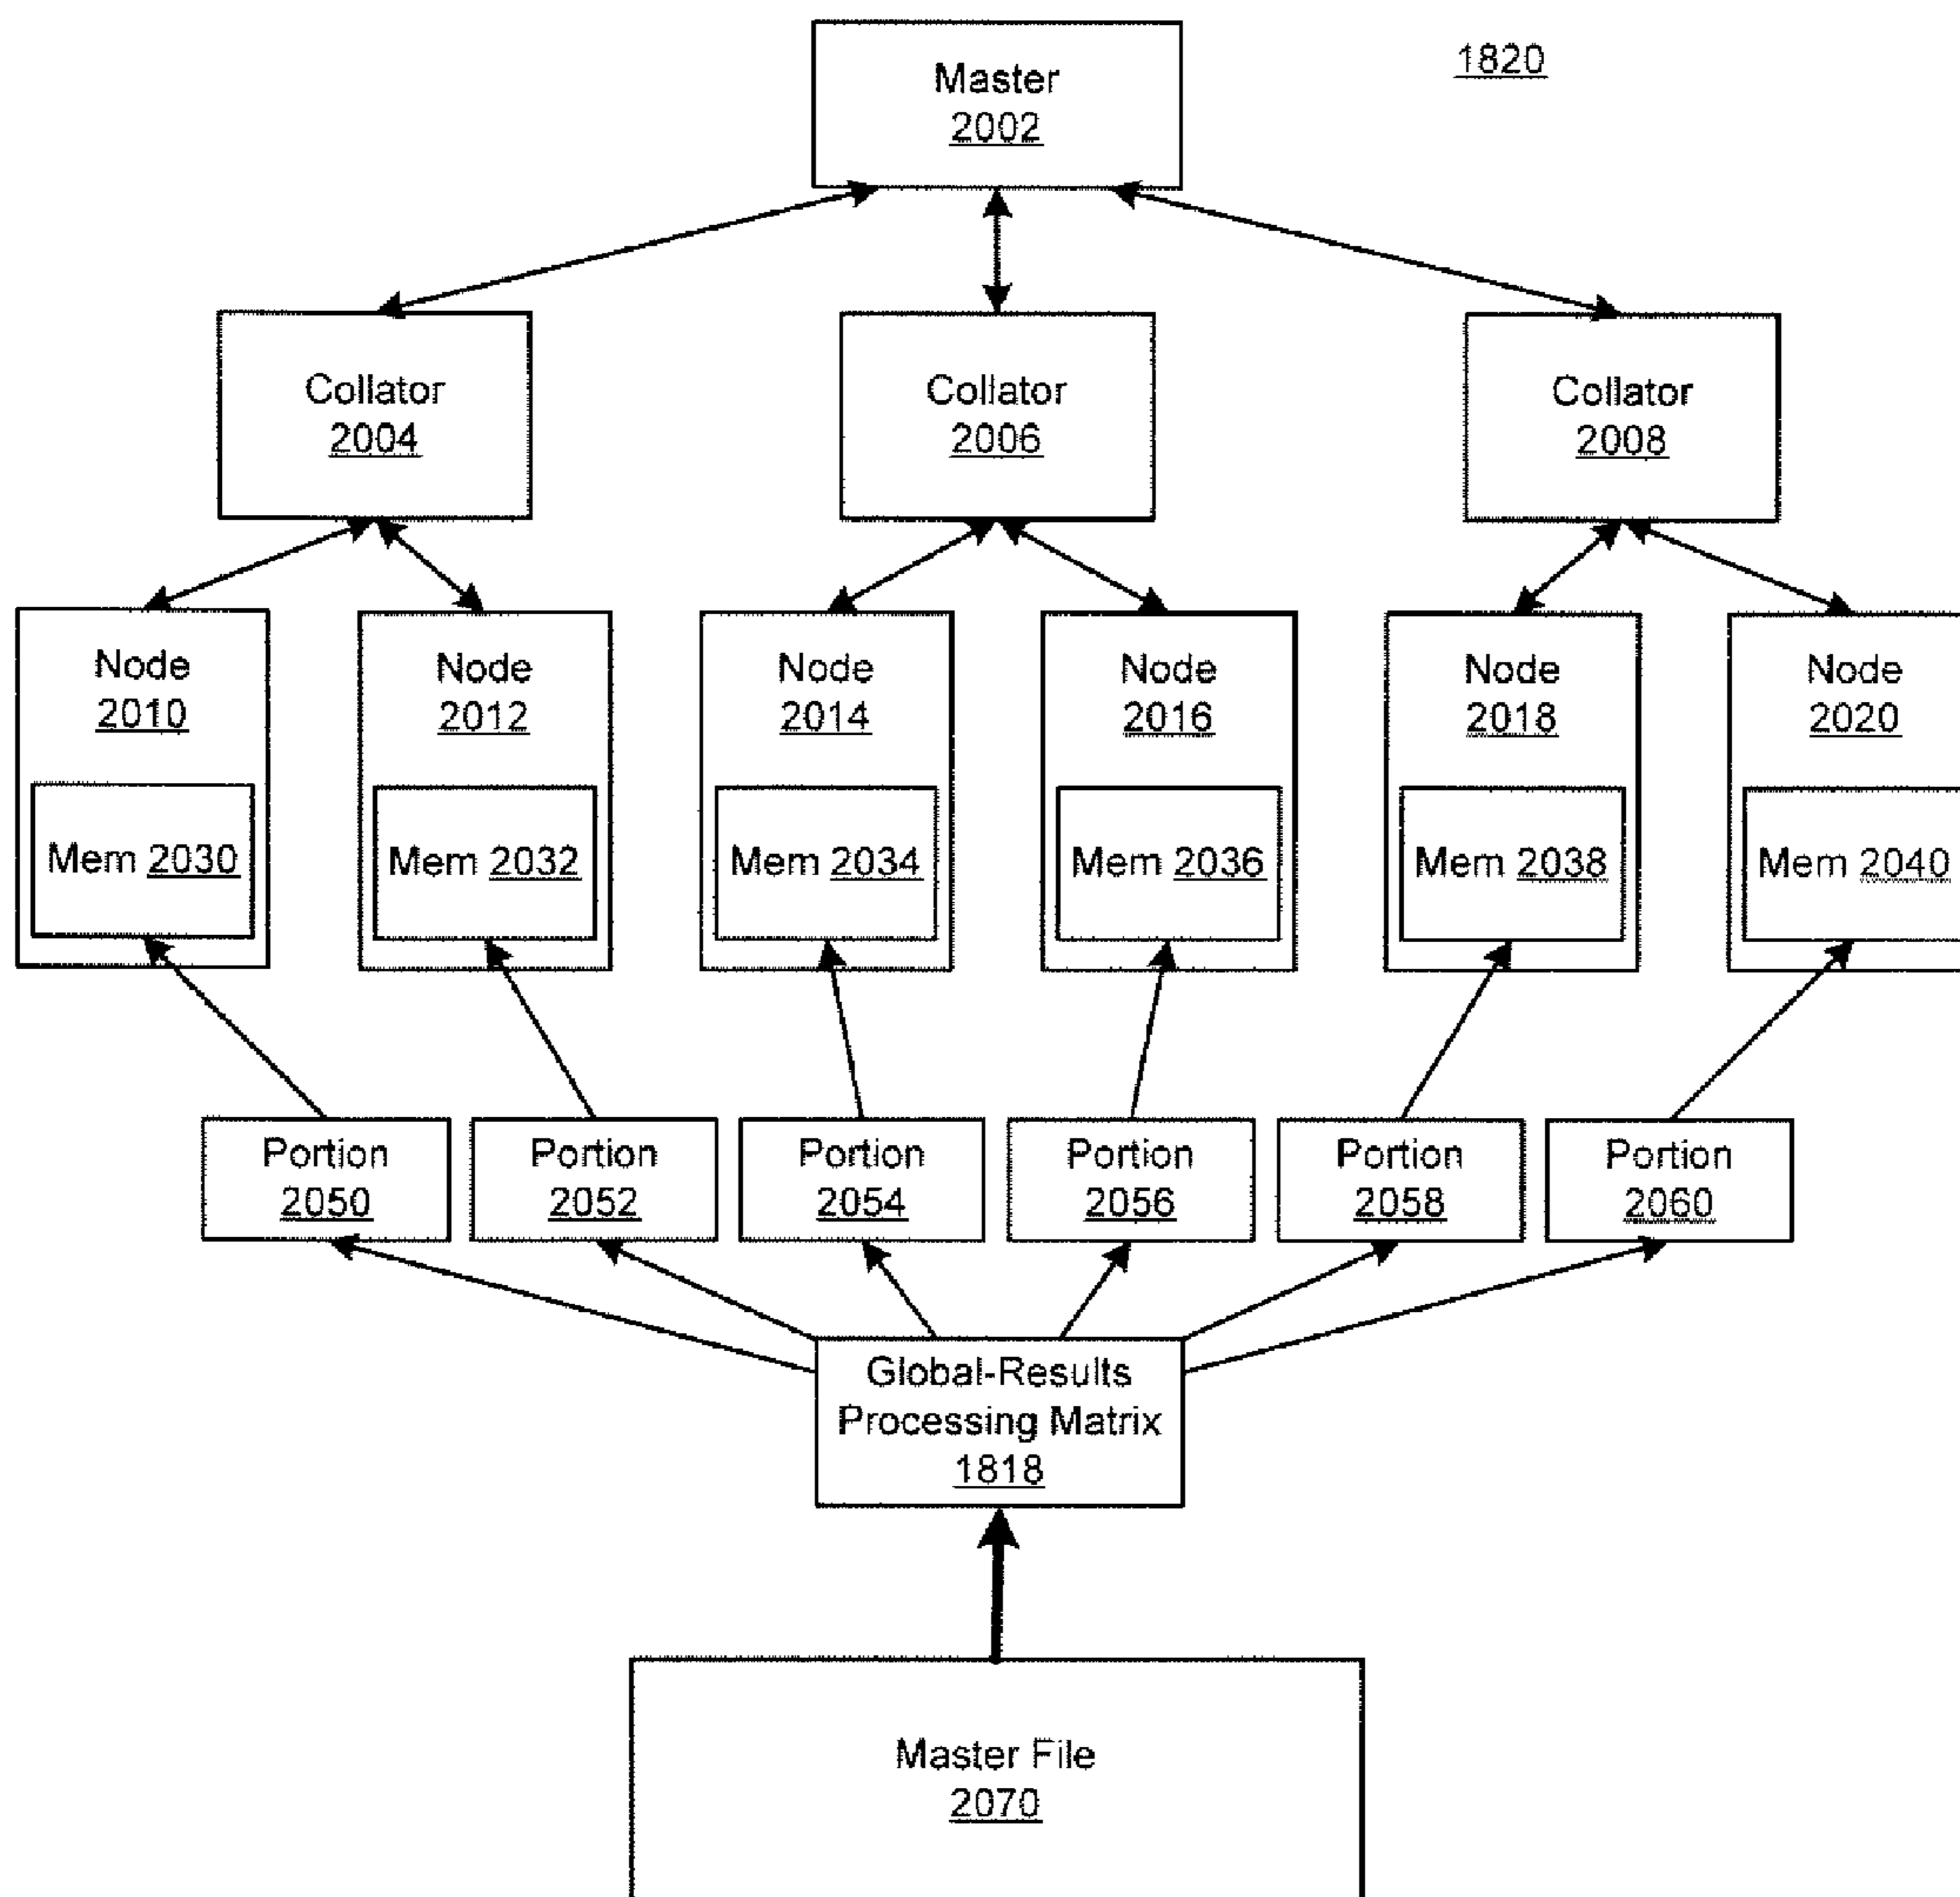 1820
Master
2002
Collator
2004
Collator
2006
Collator
2008
Node
2010
Node
2012
Node
2014
Node
2016
Node
2018
Node
2020
Mem 2030
Mem 2032
Mem 2034
Mem 2036
Mem 2038
Mem 2040
Portion
2050
Portion
2052
Portion
2054
Portion
2056
Portion
2058
Portion
2060
Global-Results
Processing Matrix
1818
Master File
2070